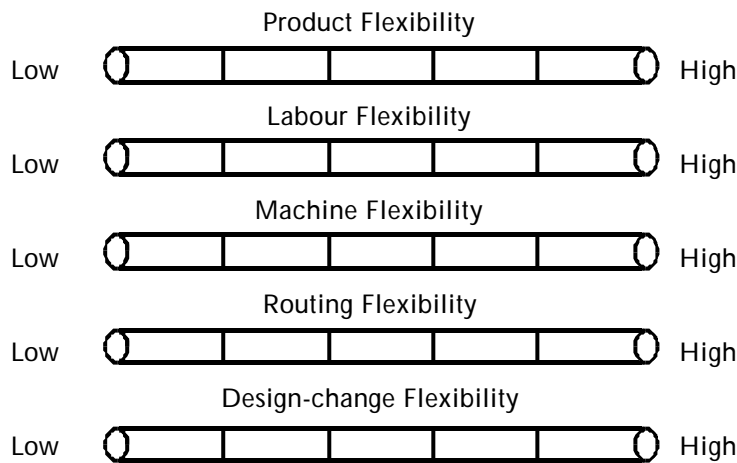 Product Flexibility
Low High
Labour Flexibility
Low High
Machine Flexibility
Low High
Routing Flexibility
Low High
Design-change Flexibility
Low High